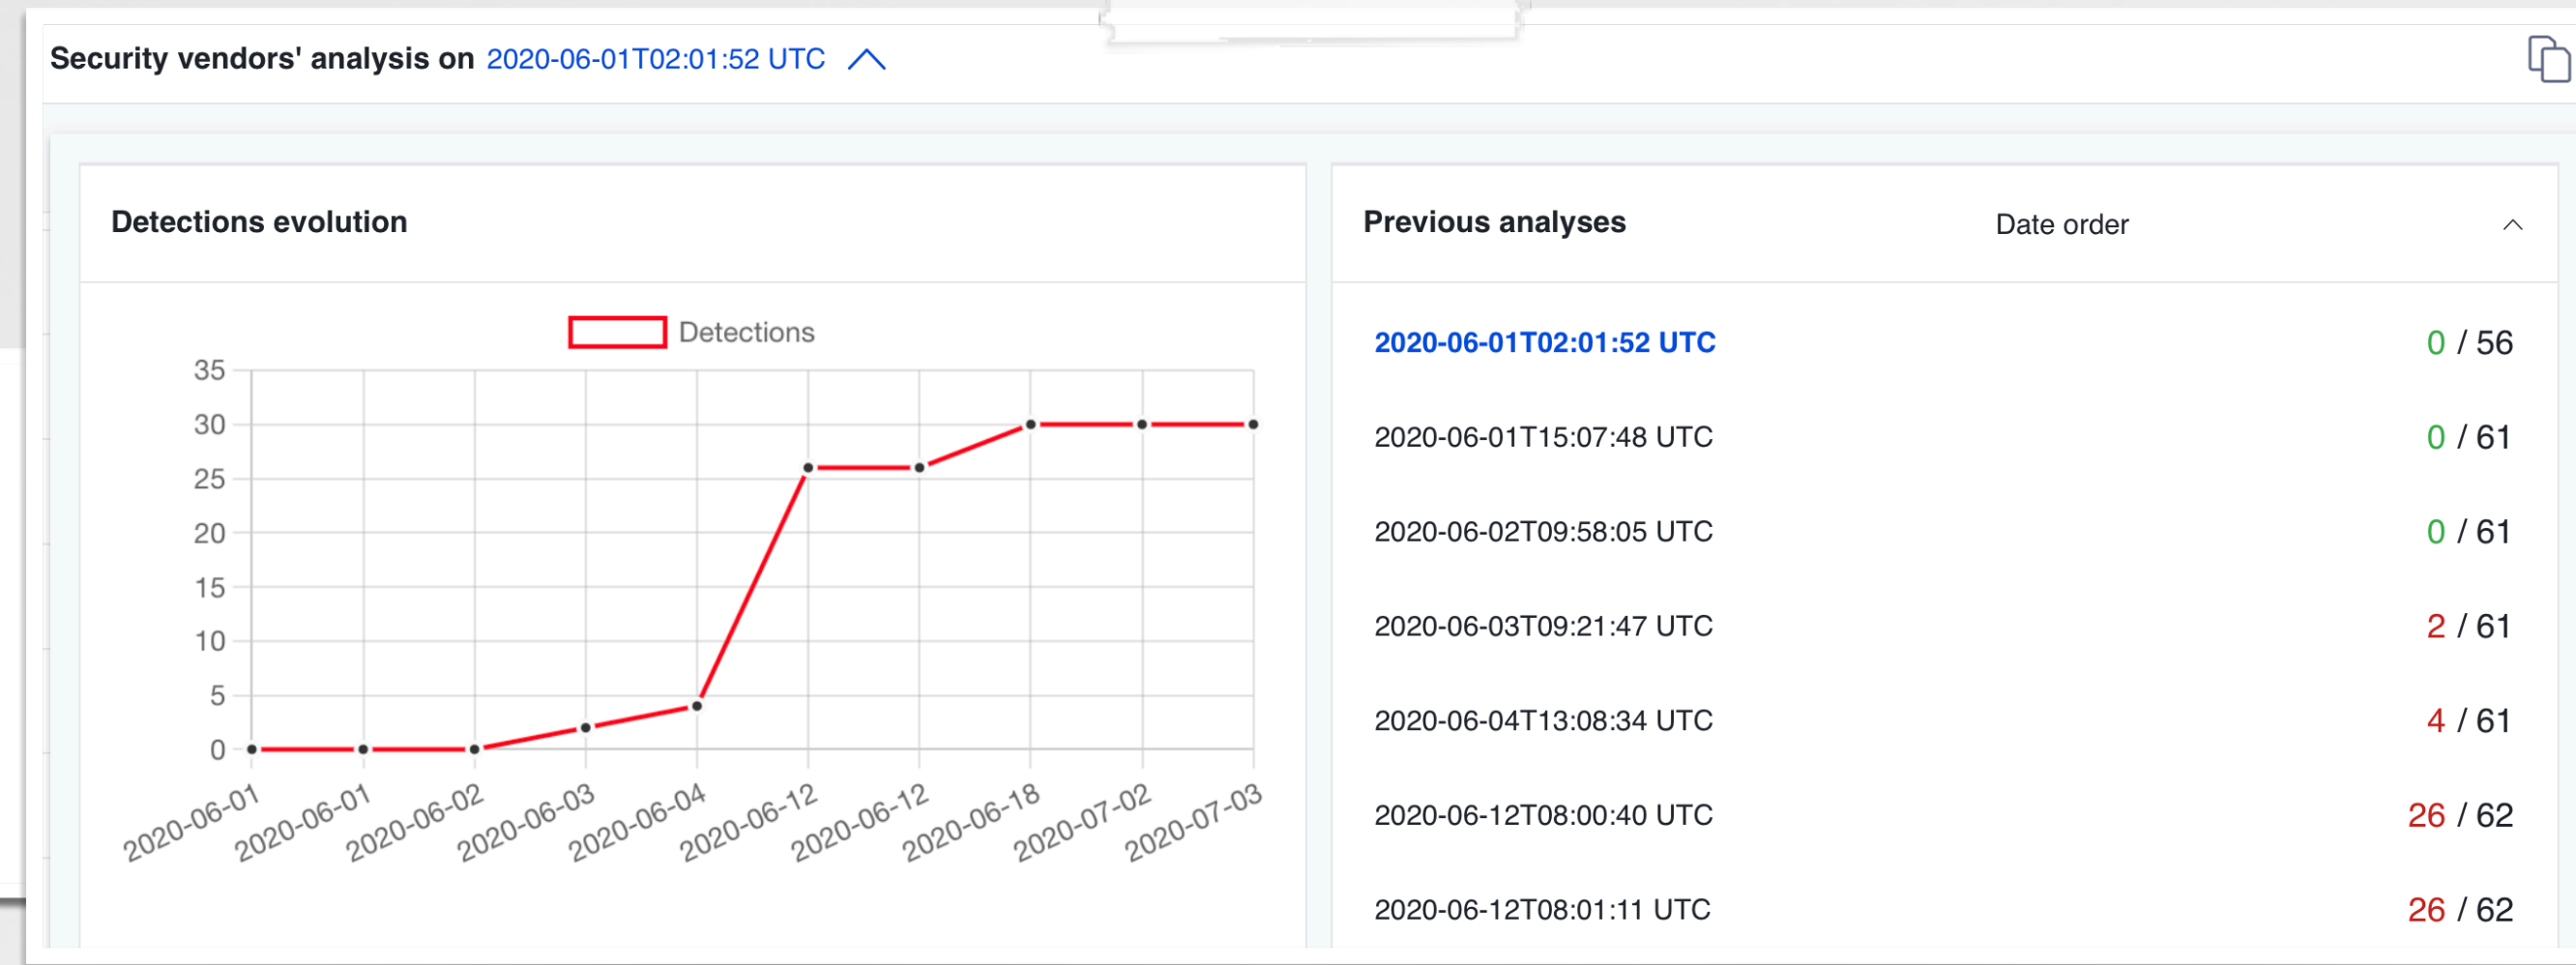 Security vendors' analysis on 2020-06-01T02:01:52 UTC
Detections evolution
Detections
35
30
25
20
15
10
5
0
2020-06-01
2020-06-01
2020-06-02
2020-06-03
2020-06-04
2020-06-12
2020-06-12
2020-06-18
2020-07-02
2020-07-03
Previous analyses Date order
2020-06-01T02:01:52 UTC 0 / 56
2020-06-01T15:07:48 UTC 0 / 61
2020-06-02T09:58:05 UTC 0 / 61
2020-06-03T09:21:47 UTC 2 / 61
2020-06-04T13:08:34 UTC 4 / 61
2020-06-12T08:00:40 UTC 26 / 62
2020-06-12T08:01:11 UTC 26 / 62